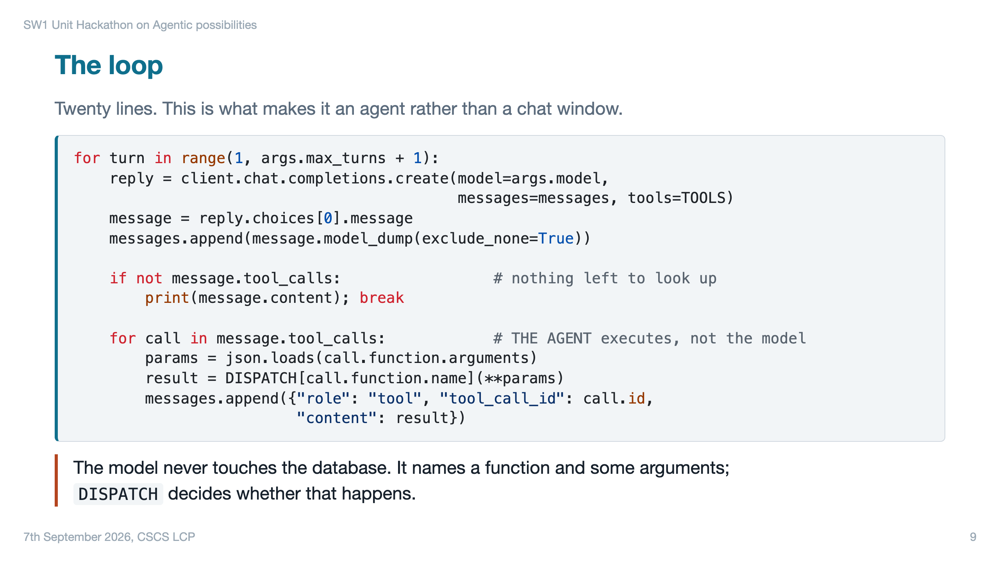 SW1 Unit Hackathon on Agentic possibilities
The loop
Twenty lines. This is what makes it an agent rather than a chat window.
for turn in range(1, args.max_turns + 1):
    reply = client.chat.completions.create(model=args.model,
                                           messages=messages, tools=TOOLS)
    message = reply.choices[0].message
    messages.append(message.model_dump(exclude_none=True))

    if not message.tool_calls:                 # nothing left to look up
        print(message.content); break

    for call in message.tool_calls:            # THE AGENT executes, not the model
        params = json.loads(call.function.arguments)
        result = DISPATCH[call.function.name](**params)
        messages.append({"role": "tool", "tool_call_id": call.id,
                         "content": result})
The model never touches the database. It names a function and some arguments;
DISPATCH decides whether that happens.
7th September 2026, CSCS LCP
9